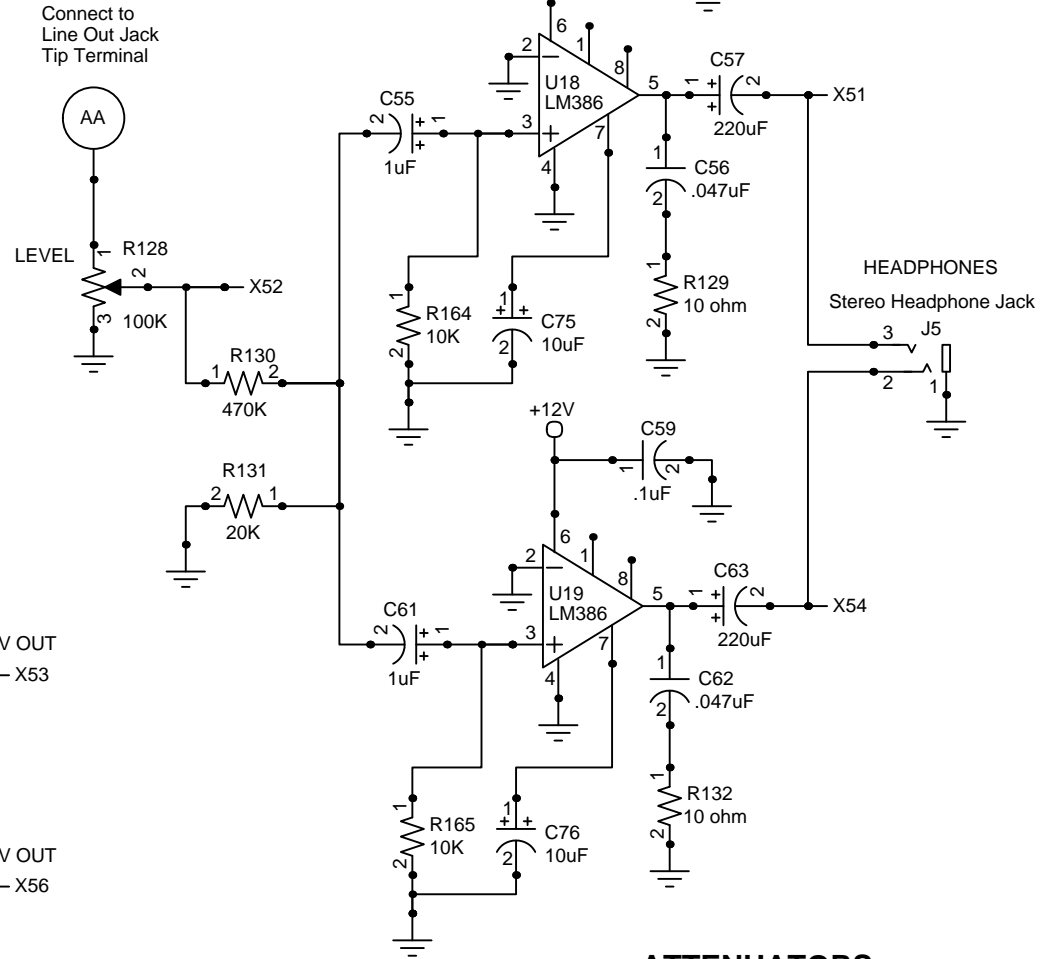 Connect to
Line Out Jack
Tip Terminal
AA
LEVEL
R128
1
2
3
100K
X52
R130
1
2
470K
R131
2
1
20K
C55
2
1
+
+
1uF
U18
LM386
6
1
8
2
−
3
+
4
5
7
C57
1
+
+
2
220uF
X51
C56
1
.047uF
2
R129
1
10 ohm
2
R164
1
10K
2
C75
1
+
+
10uF
2
HEADPHONES
Stereo Headphone Jack
J5
3
2
1
+12V
C59
1
2
.1uF
C61
2
1
+
+
1uF
U19
LM386
6
1
8
2
−
3
+
4
5
7
C63
1
+
+
2
220uF
X54
C62
1
.047uF
2
R132
1
10 ohm
2
R165
1
10K
2
C76
1
+
+
10uF
2
V OUT
X53
V OUT
X56
ATTENUATORS